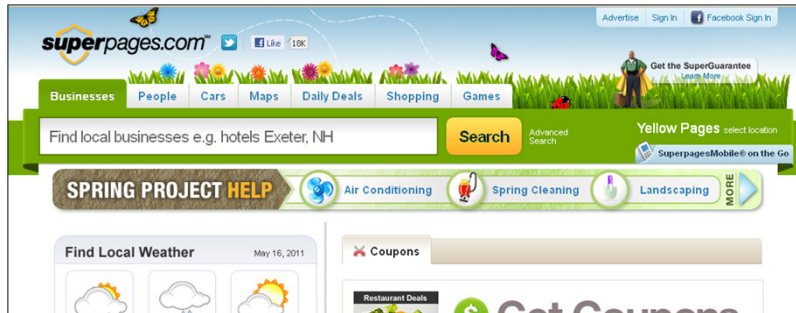 Advertise Sign In Facebook Sign In
superpages.com℠
Like 18K
Get the SuperGuarantee
Learn More
Businesses People Cars Maps Daily Deals Shopping Games
Find local businesses e.g. hotels Exeter, NH
Search
Advanced
Search
Yellow Pages select location
SuperpagesMobile® on the Go
SPRING PROJECT HELP
Air Conditioning Spring Cleaning Landscaping
MORE
Find Local Weather May 16, 2011
Coupons
Restaurant Deals
Get Coupons